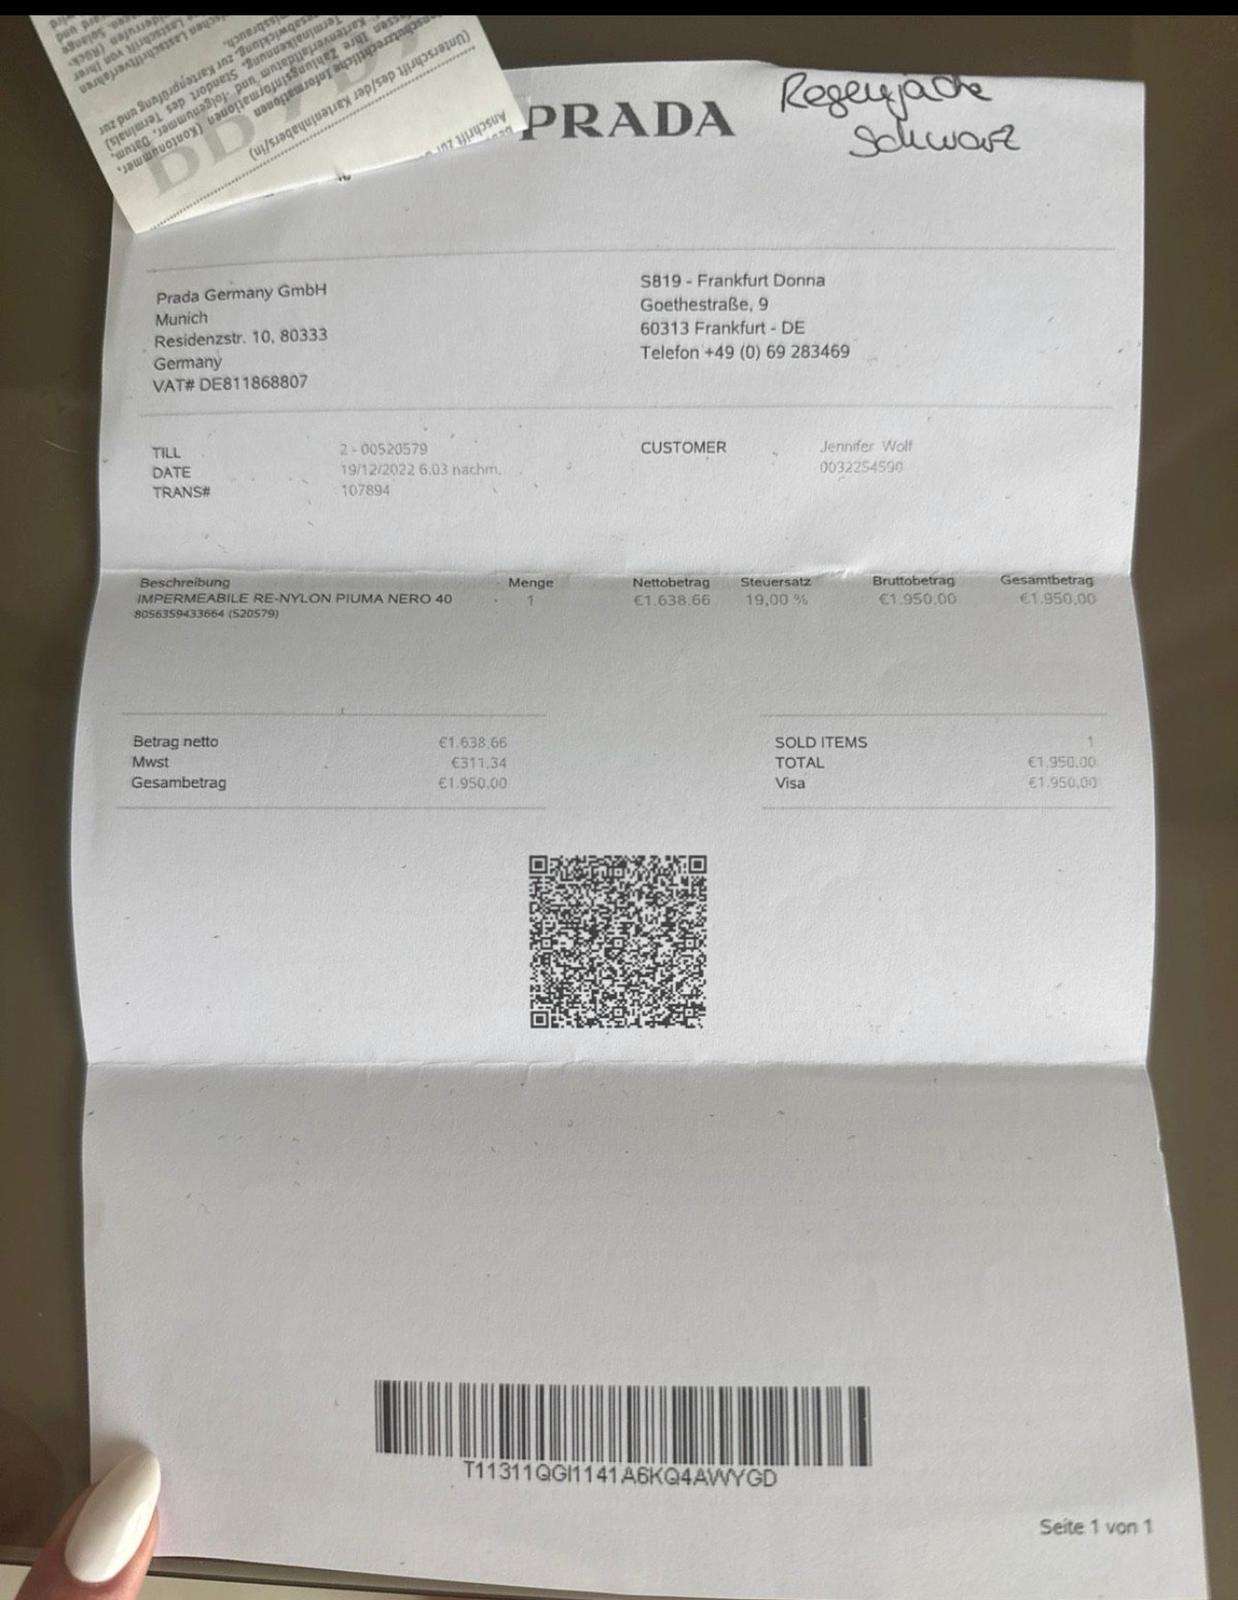 PRADA
Regenjacke
Schwarz
(Unterschrift des/der Karteninhabers/in)
Prada Germany GmbH
Munich
Residenzstr. 10, 80333
Germany
VAT# DE811868807
S819 - Frankfurt Donna
Goethestraße, 9
60313 Frankfurt - DE
Telefon +49 (0) 69 283469
TILL 2 - 00520579
DATE 19/12/2022 6.03 nachm.
TRANS# 107894
CUSTOMER Jennifer Wolf
0032254590
Beschreibung Menge Nettobetrag Steuersatz Bruttobetrag Gesamtbetrag
IMPERMEABILE RE-NYLON PIUMA NERO 40 1 €1.638.66 19,00 % €1.950.00 €1.950.00
8056359433664 (520579)
Betrag netto €1.638.66
Mwst €311.34
Gesambetrag €1.950.00
SOLD ITEMS 1
TOTAL €1.950.00
Visa €1.950.00
T11311QGI1141A6KQ4AWYGD
Seite 1 von 1